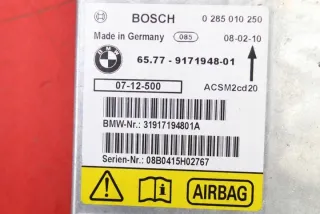 BOSCH 0 285 010 250
Made in Germany 085 08-02-10
BMW 65.77 - 9171948-01
07-12-500 ACSM2cd20
BMW-Nr.: 31917194801A
Serien-Nr.: 08B0415H02767
AIRBAG